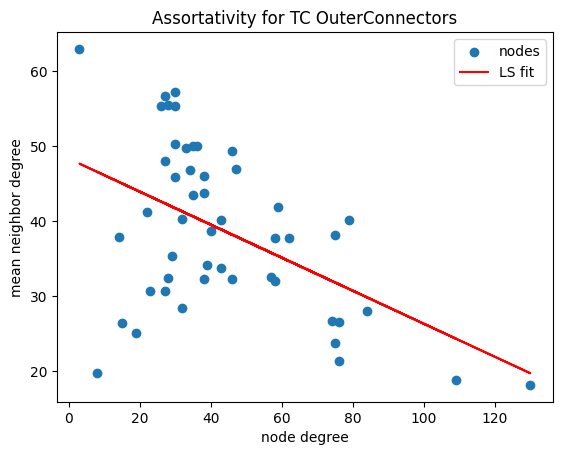 Assortativity for TC OuterConnectors
nodes
LS fit
mean neighbor degree
60
50
40
30
20
0
20
40
60
80
100
120
node degree